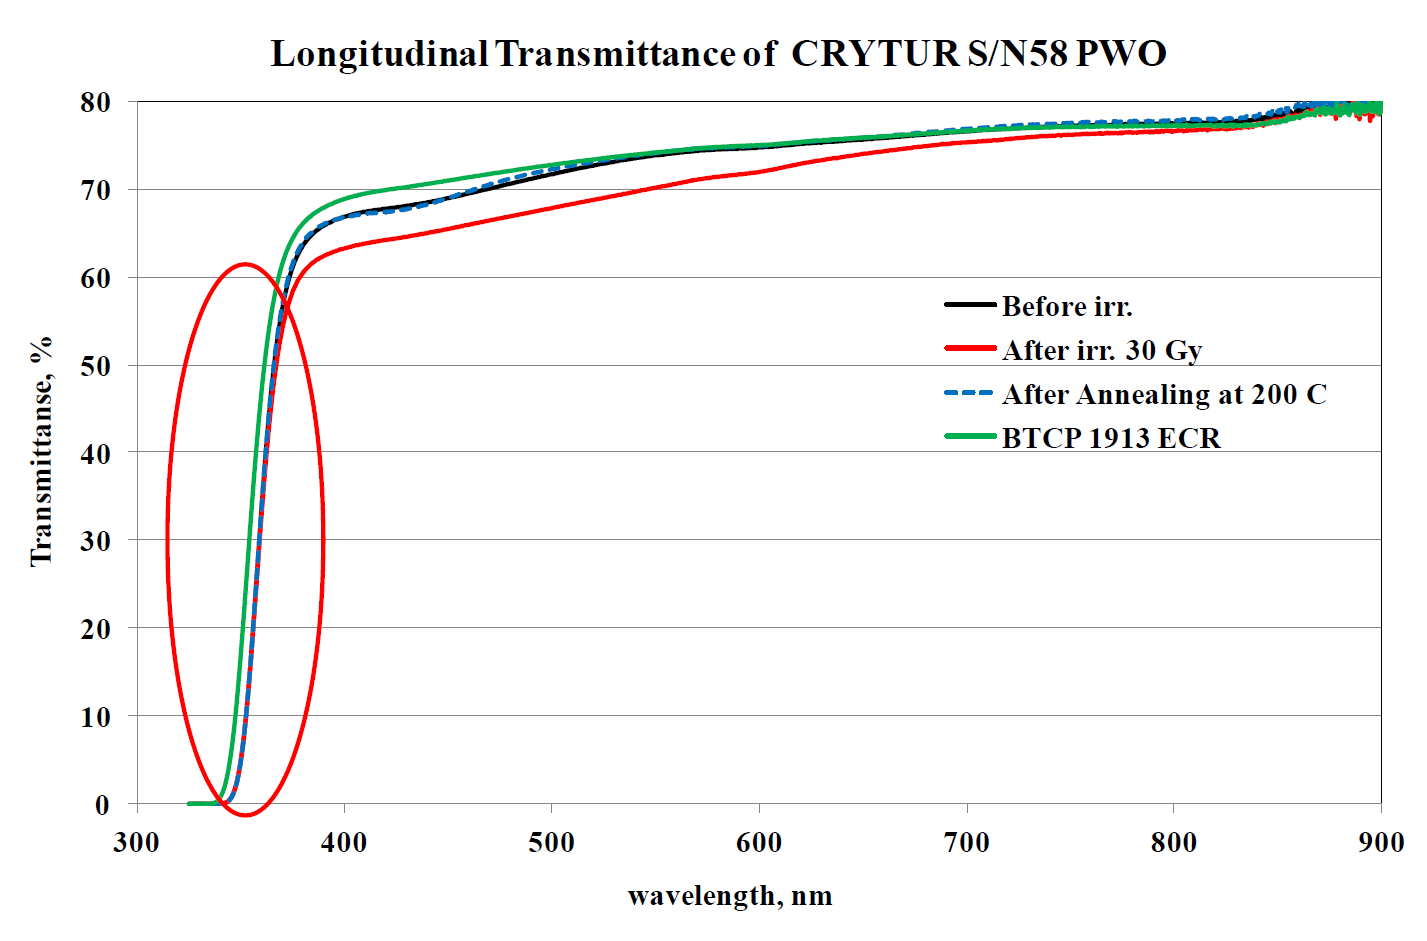 Longitudinal Transmittance of CRYTUR S/N58 PWO
80
70
60
50
40
30
20
10
0
Transmittanse, %
Before irr.
After irr. 30 Gy
After Annealing at 200 C
BTCP 1913 ECR
300 400 500 600 700 800 900
wavelength, nm